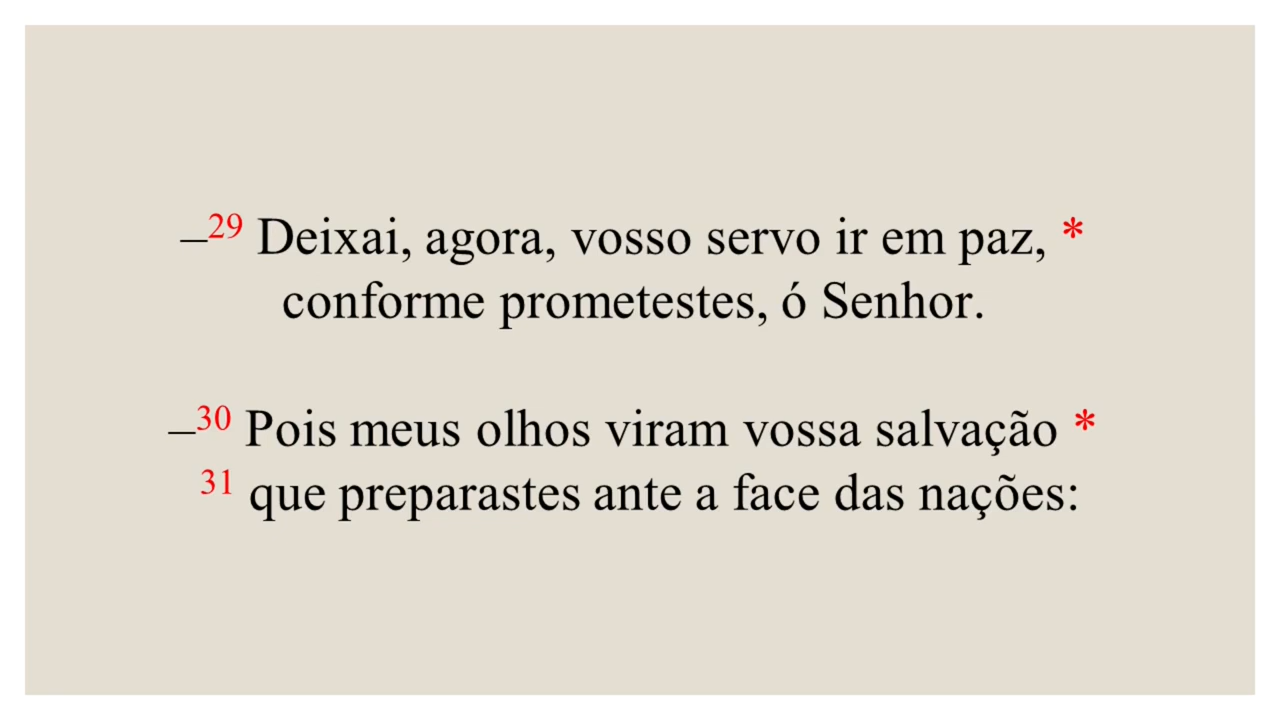 –29 Deixai, agora, vosso servo ir em paz, *
conforme prometestes, ó Senhor.
–30 Pois meus olhos viram vossa salvação *
31 que preparastes ante a face das nações: